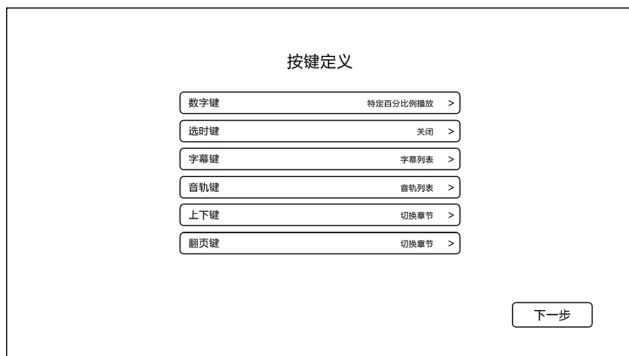 按键定义
数字键 特定百分比例播放 >
选时键 关闭 >
字幕键 字幕列表 >
音轨键 音轨列表 >
上下键 切换章节 >
翻页键 切换章节 >
下一步